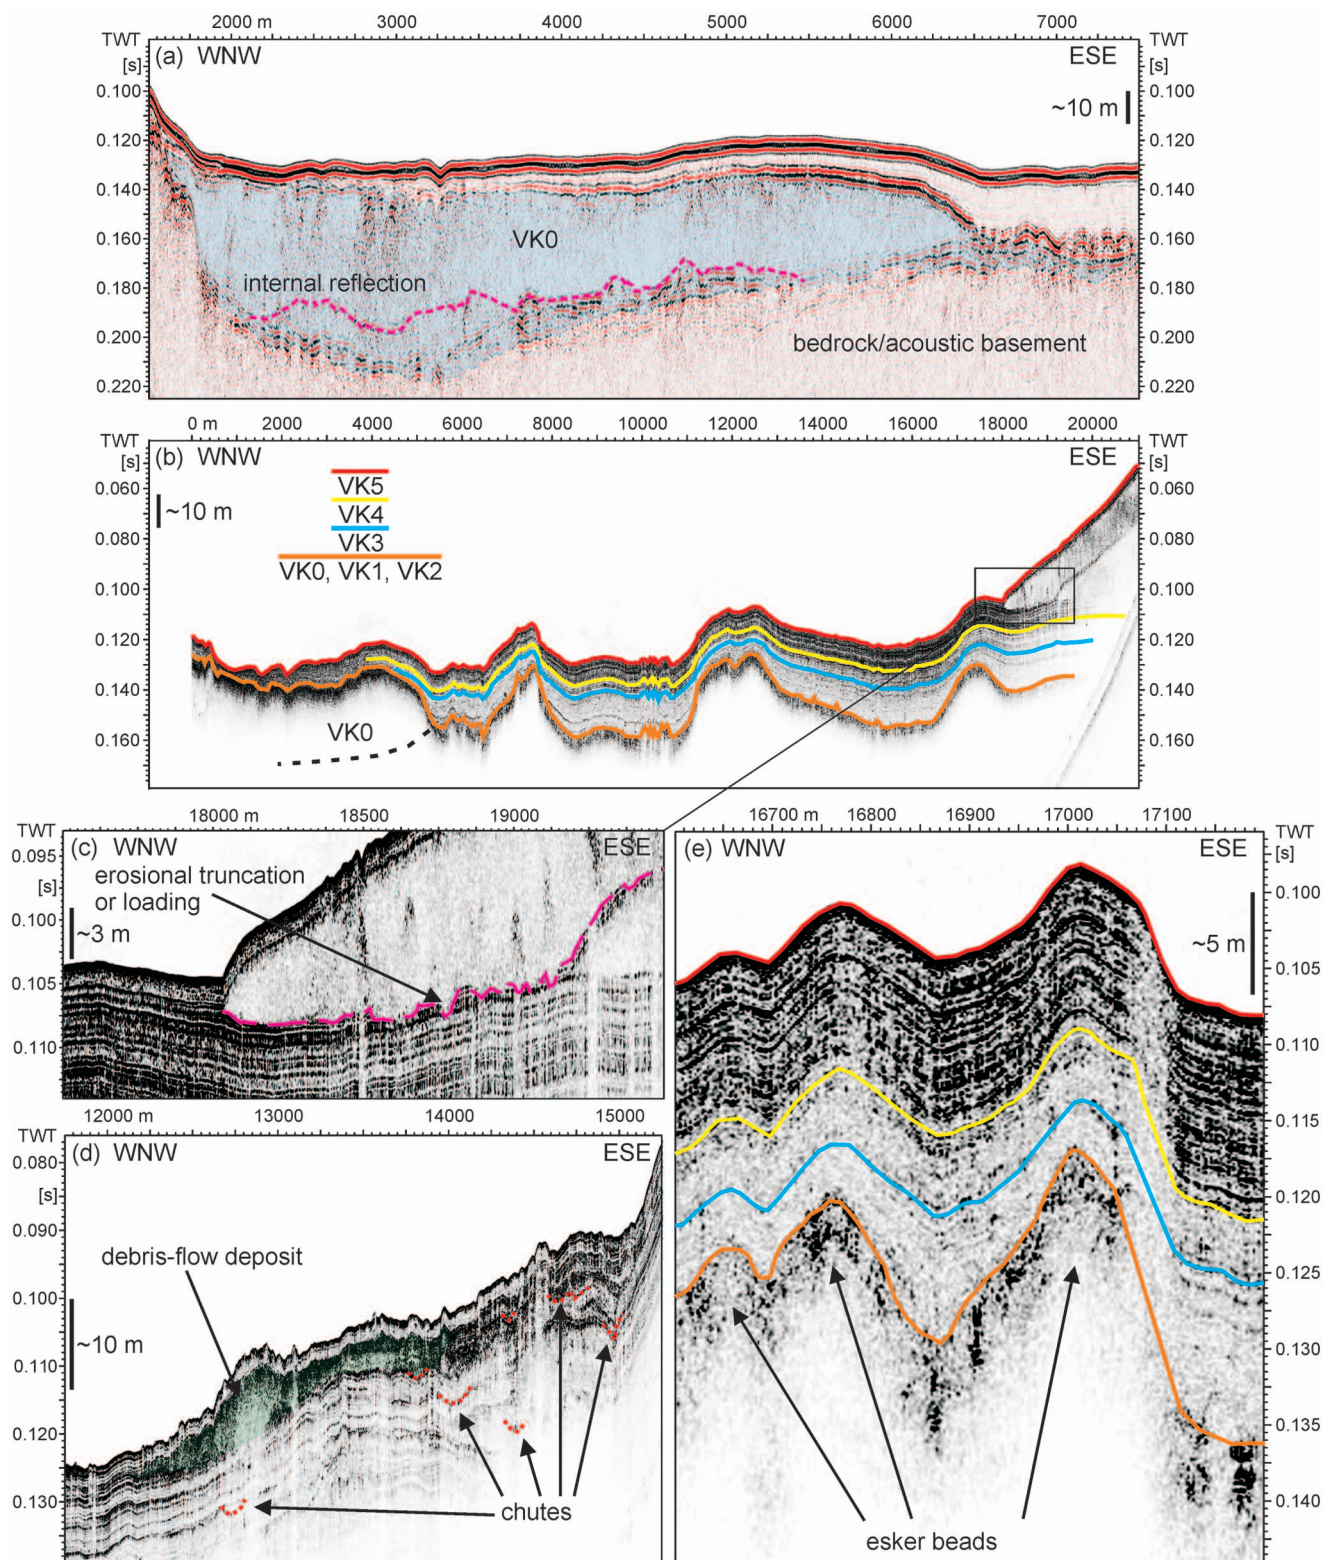 2000 m 3000 4000 5000 6000 7000
TWT TWT
[s] (a) WNW ESE [s]
0.100 ~10 m 0.100
0.120 0.120
0.140 0.140
0.160 VK0 0.160
0.180 internal reflection 0.180
0.200 bedrock/acoustic basement 0.200
0.220 0.220
0 m 2000 4000 6000 8000 10000 12000 14000 16000 18000 20000
TWT TWT
[s] (b) WNW ESE [s]
0.060 VK5 0.060
~10 m VK4
0.080 VK3 0.080
VK0, VK1, VK2
0.100 0.100
0.120 0.120
0.140 0.140
0.160 VK0 0.160
18000 m 18500 19000
TWT
(c) WNW ESE
0.095
[s]
erosional truncation
or loading
0.100
~3 m
0.105
0.110
12000 m 13000 14000 15000
TWT
(d) WNW ESE
0.080
[s]
0.090
debris-flow deposit
0.100
~10 m
0.110
0.120
0.130
chutes
16700 m 16800 16900 17000 17100
TWT
(e) WNW ESE [s]
0.100
~5 m
0.105
0.110
0.115
0.120
0.125
0.130
0.135
0.140
esker beads